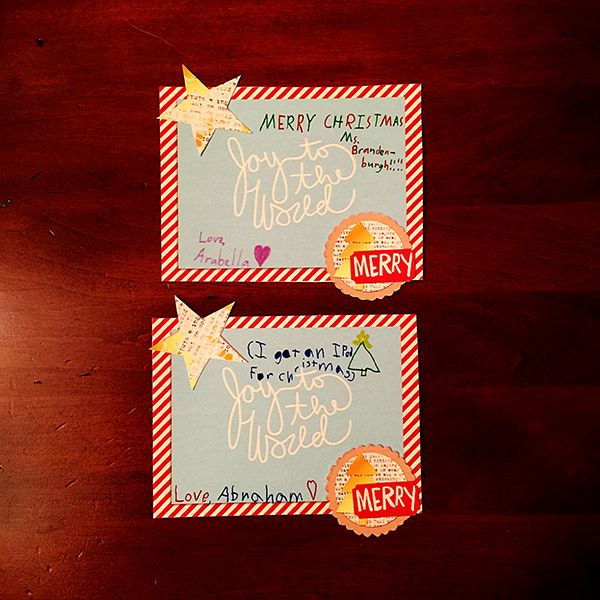 MERRY CHRISTMAS
Ms.
Branden-
burgh!!!!
Joy to
the
World
Love,
Arabella
MERRY
(I got an IPod
For christmas)
Joy to
the
World
Love, Abraham
MERRY